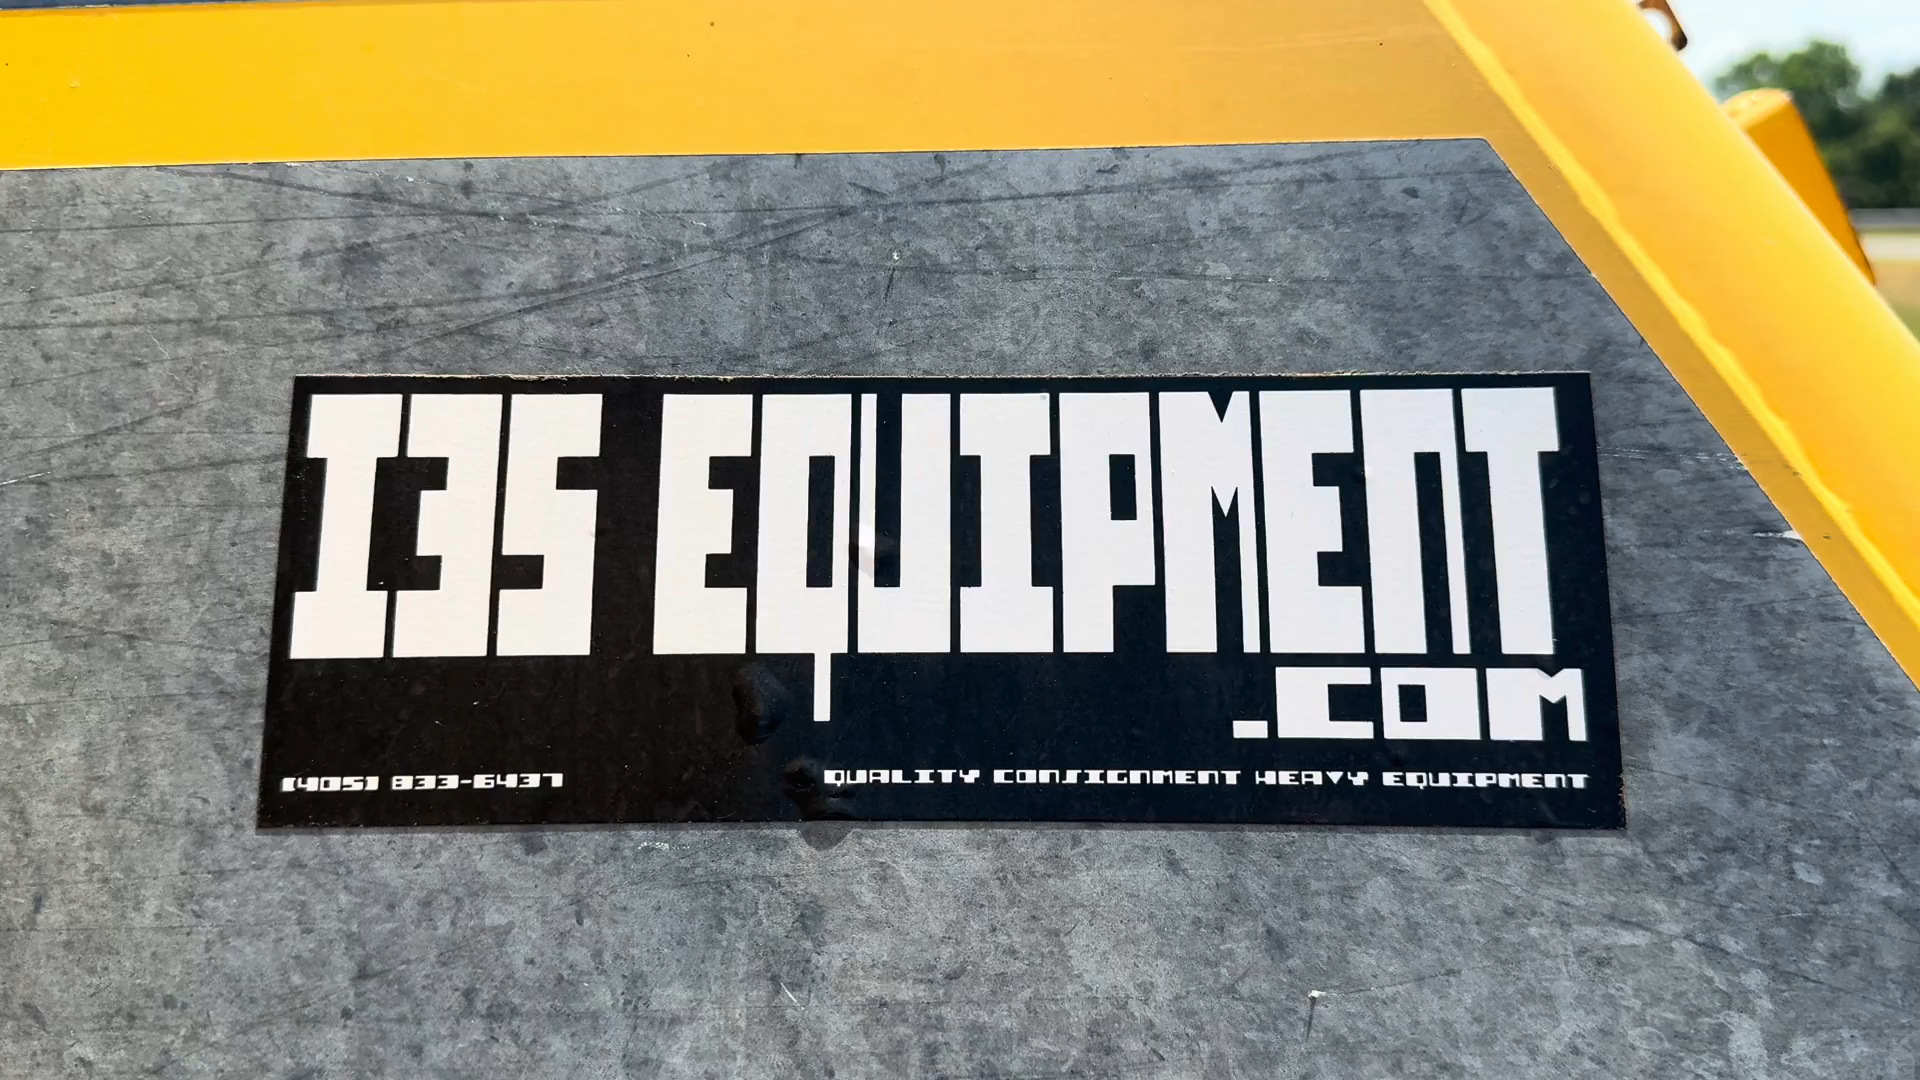 I35 EQUIPMENT
.COM
(405) 833-6437
QUALITY CONSIGNMENT HEAVY EQUIPMENT